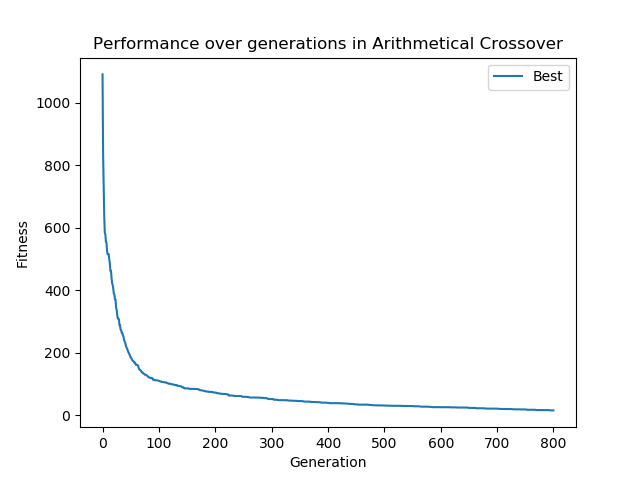 Performance over generations in Arithmetical Crossover
Best
1000
800
600
400
200
0
Fitness
0 100 200 300 400 500 600 700 800
Generation